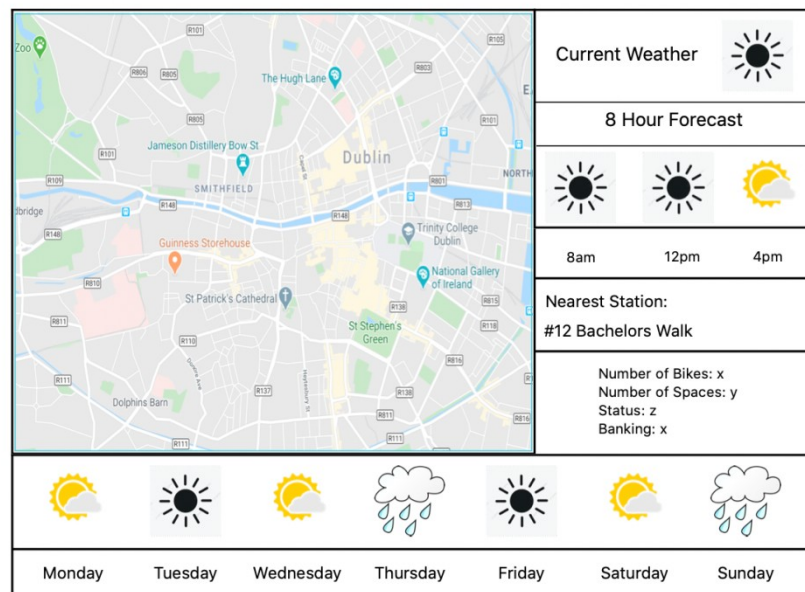 R101
R105
Zoo
R806
R805
R803
The Hugh Lane
R805
R101
Jameson Distillery Bow St
R101
Capel St
Dublin
R109
SMITHFIELD
R801
NORTH
dbridge
R148
R148
R813
Trinity College
Dublin
R148
Guinness Storehouse
National Gallery
of Ireland
R810
St Patrick's Cathedral
R138
R815
R811
St Stephen's
Green
R118
R110
R816
R111
R137
R138
R111
Dolphins Barn
R816
R111
R111
Current Weather
8 Hour Forecast
8am 12pm 4pm
Nearest Station:
#12 Bachelors Walk
Number of Bikes: x
Number of Spaces: y
Status: z
Banking: x
Monday Tuesday Wednesday Thursday Friday Saturday Sunday